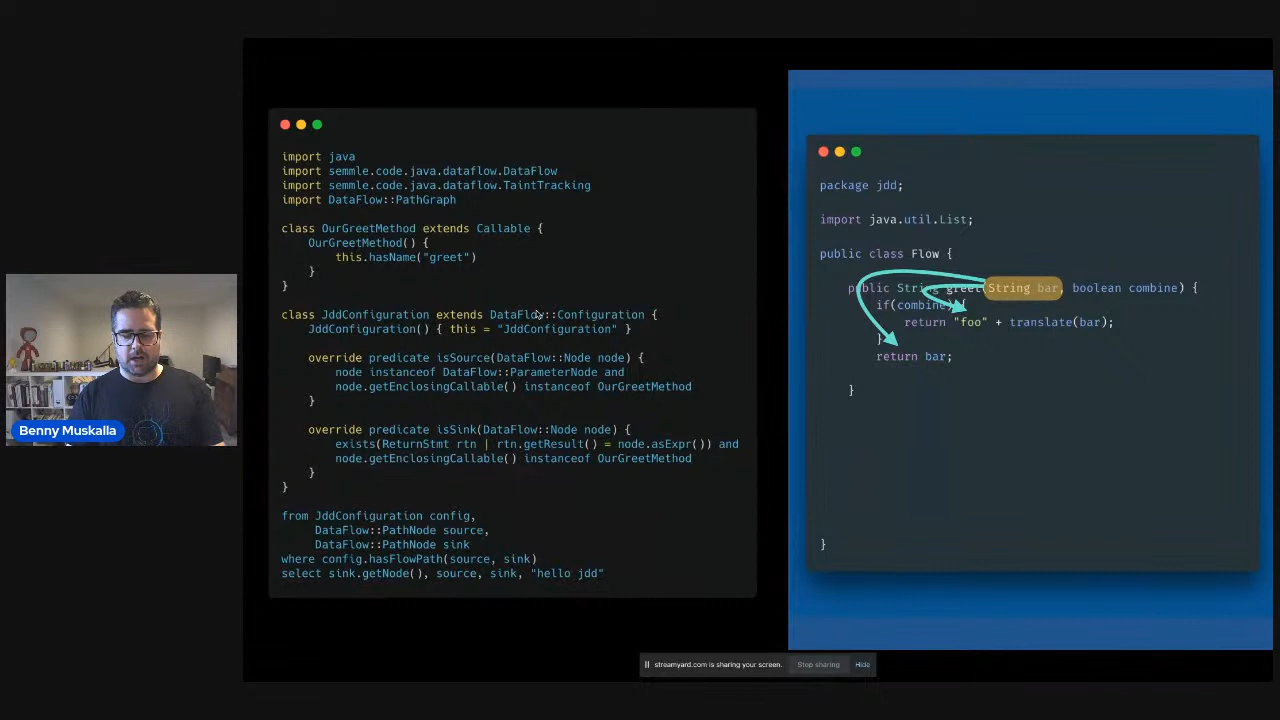 import java
import semmle.code.java.dataflow.DataFlow
import semmle.code.java.dataflow.TaintTracking
import DataFlow::PathGraph
class OurGreetMethod extends Callable {
OurGreetMethod() {
this.hasName("greet")
}
}
class JddConfiguration extends DataFlow::Configuration {
JddConfiguration() { this = "JddConfiguration" }
override predicate isSource(DataFlow::Node node) {
node instanceof DataFlow::ParameterNode and
node.getEnclosingCallable() instanceof OurGreetMethod
}
override predicate isSink(DataFlow::Node node) {
exists(ReturnStmt rtn | rtn.getResult() = node.asExpr()) and
node.getEnclosingCallable() instanceof OurGreetMethod
}
}
from JddConfiguration config,
DataFlow::PathNode source,
DataFlow::PathNode sink
where config.hasFlowPath(source, sink)
select sink.getNode(), source, sink, "hello jdd"
package jdd;
import java.util.List;
public class Flow {
public String greet(String bar, boolean combine) {
if(combine) {
return "foo" + translate(bar);
}
return bar;
}
}
Benny Muskalla
streamyard.com is sharing your screen.
Stop sharing
Hide